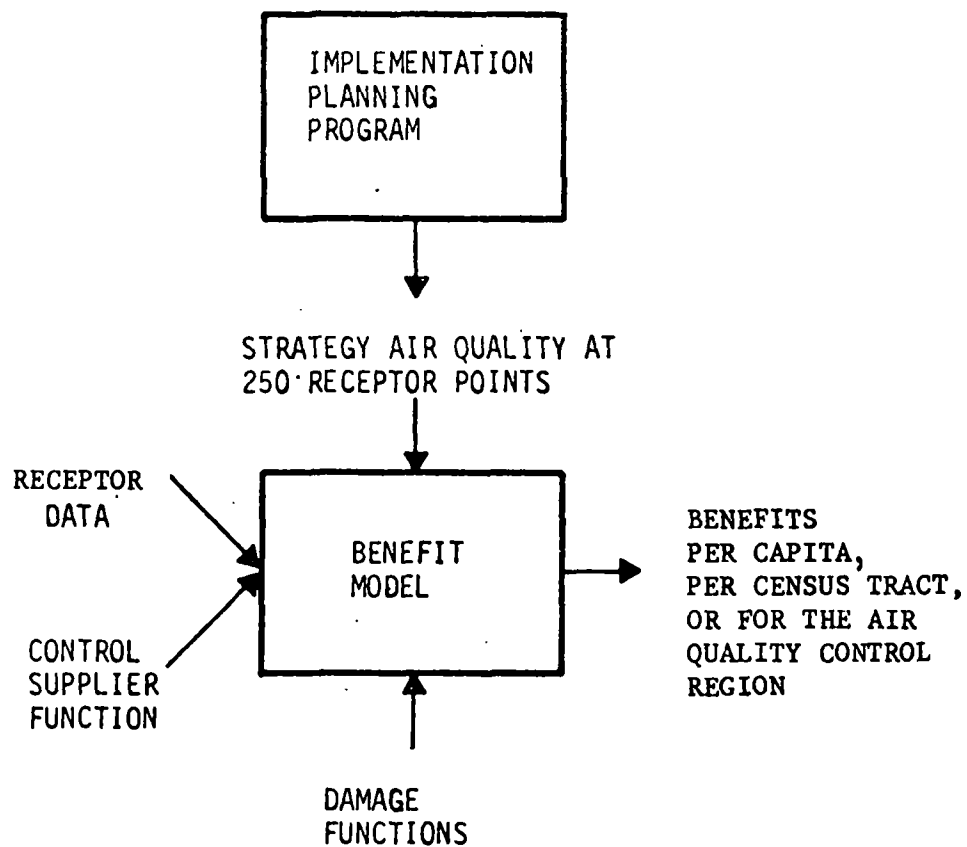 IMPLEMENTATION
PLANNING
PROGRAM
STRATEGY AIR QUALITY AT
250 RECEPTOR POINTS
RECEPTOR
DATA
BENEFIT
MODEL
BENEFITS
PER CAPITA,
PER CENSUS TRACT,
OR FOR THE AIR
QUALITY CONTROL
REGION
CONTROL
SUPPLIER
FUNCTION
DAMAGE
FUNCTIONS